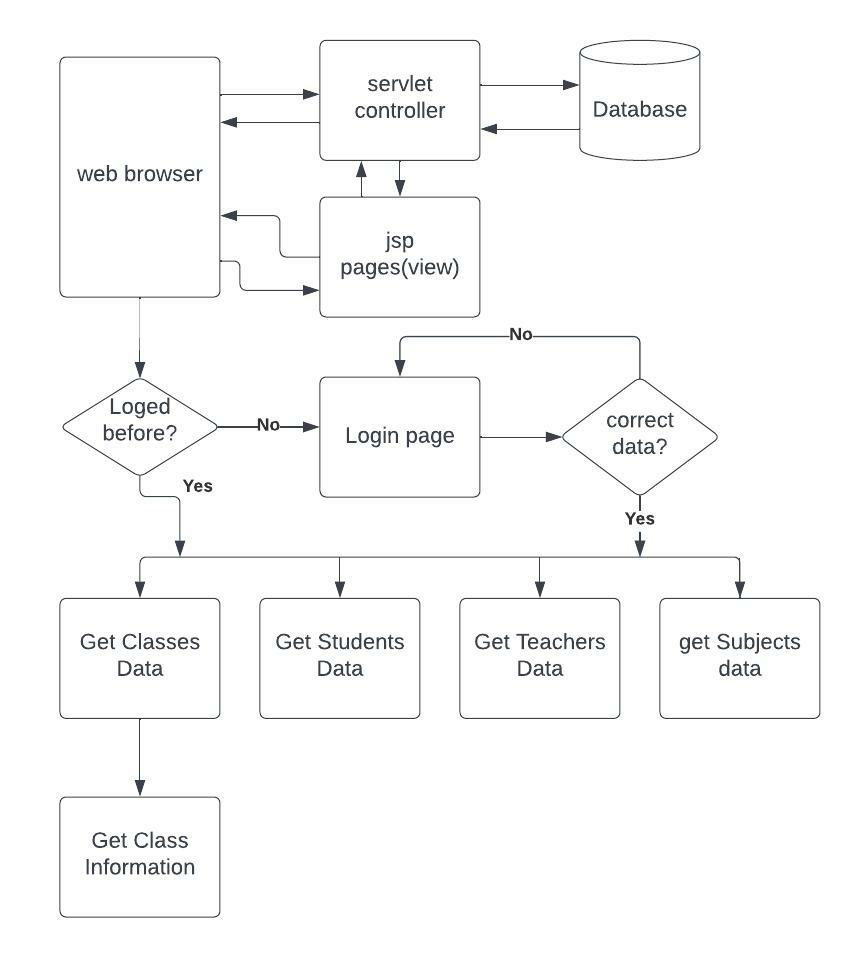 servlet
controller
Database
web browser
jsp
pages(view)
No
Loged
before?
No
Login page
correct
data?
Yes
Yes
Get Classes
Data
Get Students
Data
Get Teachers
Data
get Subjects
data
Get Class
Information